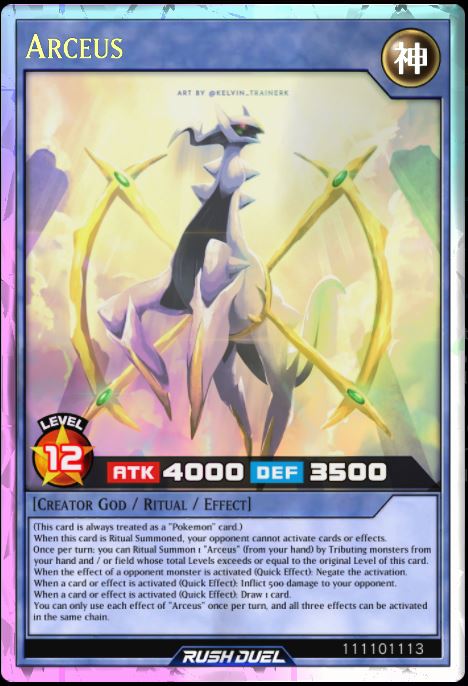 Arceus
神
ART BY @KELVIN_TRAINERK
LEVEL
12
ATK 4000 DEF 3500
[Creator God / Ritual / Effect]
(This card is always treated as a "Pokemon" card.)
When this card is Ritual Summoned, your opponent cannot activate cards or effects.
Once per turn: you can Ritual Summon 1 "Arceus" (from your hand) by Tributing monsters from
your hand and / or field whose total Levels exceeds or equal to the original Level of this card.
When the effect of a opponent monster is activated (Quick Effect): Negate the activation.
When a card or effect is activated (Quick Effect): Inflict 500 damage to your opponent.
When a card or effect is activated (Quick Effect): Draw 1 card.
You can only use each effect of "Arceus" once per turn, and all three effects can be activated
in the same chain.
111101113
RUSH DUEL